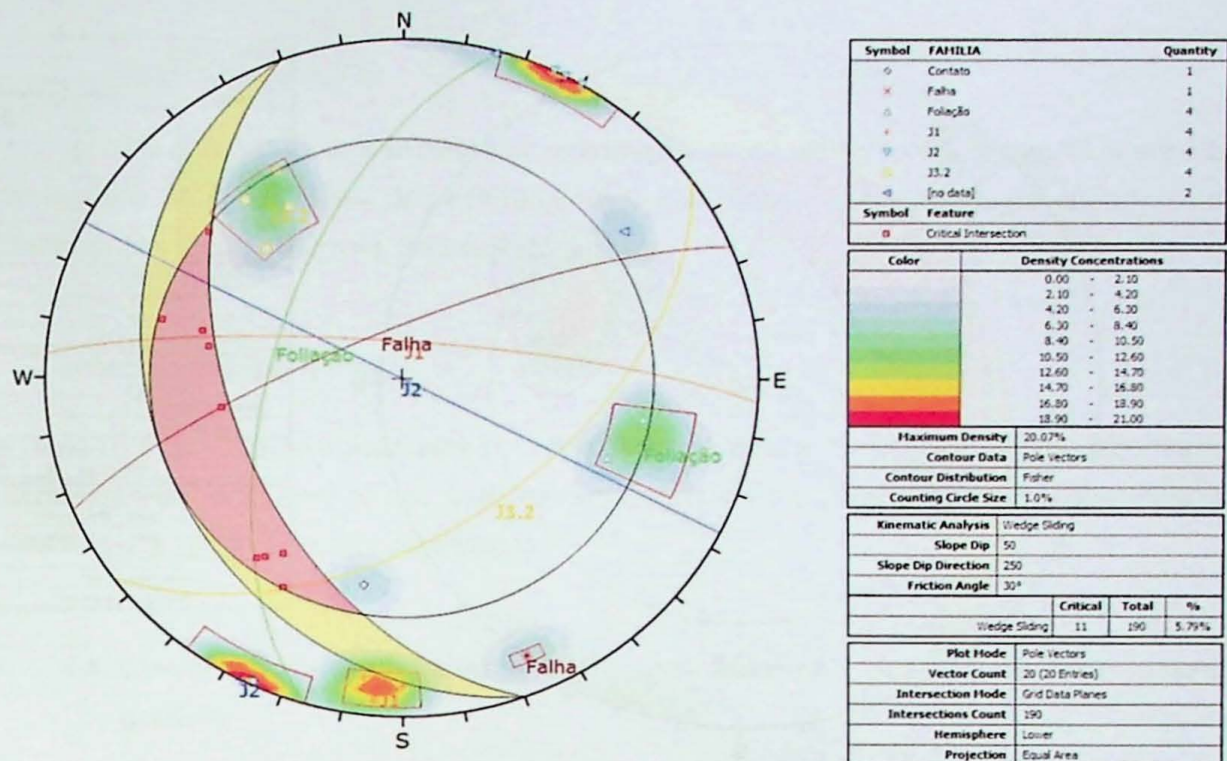 N
W
E
S
Foliação
Falha
J1
J2
Foliação
J3.2
Falha
J2
J1
Symbol FAMILIA Quantity
Contato 1
Falha 1
Foliação 4
J1 4
J2 4
J3.2 4
[no data] 2
Symbol Feature
Critical Intersection
Color Density Concentrations
0.00 - 2.10
2.10 - 4.20
4.20 - 6.30
6.30 - 8.40
8.40 - 10.50
10.50 - 12.60
12.60 - 14.70
14.70 - 16.80
16.80 - 18.90
18.90 - 21.00
Maximum Density 20.07%
Contour Data Pole Vectors
Contour Distribution Fisher
Counting Circle Size 1.0%
Kinematic Analysis Wedge Sliding
Slope Dip 50
Slope Dip Direction 250
Friction Angle 30°
Critical Total %
Wedge Sliding 11 190 5.79%
Plot Mode Pole Vectors
Vector Count 20 (20 Entries)
Intersection Mode Grid Data Planes
Intersections Count 190
Hemisphere Lower
Projection Equal Area